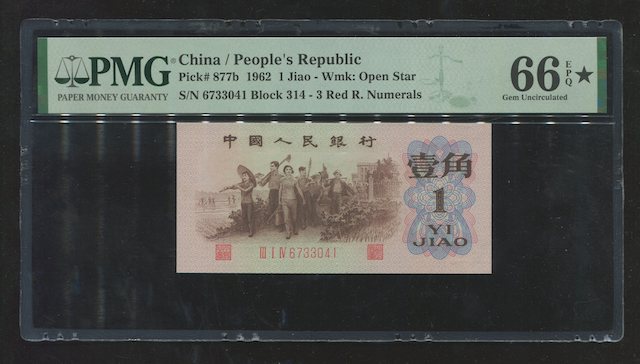 PMG
PAPER MONEY GUARANTY
China / People's Republic
Pick# 877b 1962 1 Jiao - Wmk: Open Star
S/N 6733041 Block 314 - 3 Red R. Numerals
66 EPQ ★
Gem Uncirculated
中國人民銀行
壹角
1
YI
JIAO
III I IV 6733041